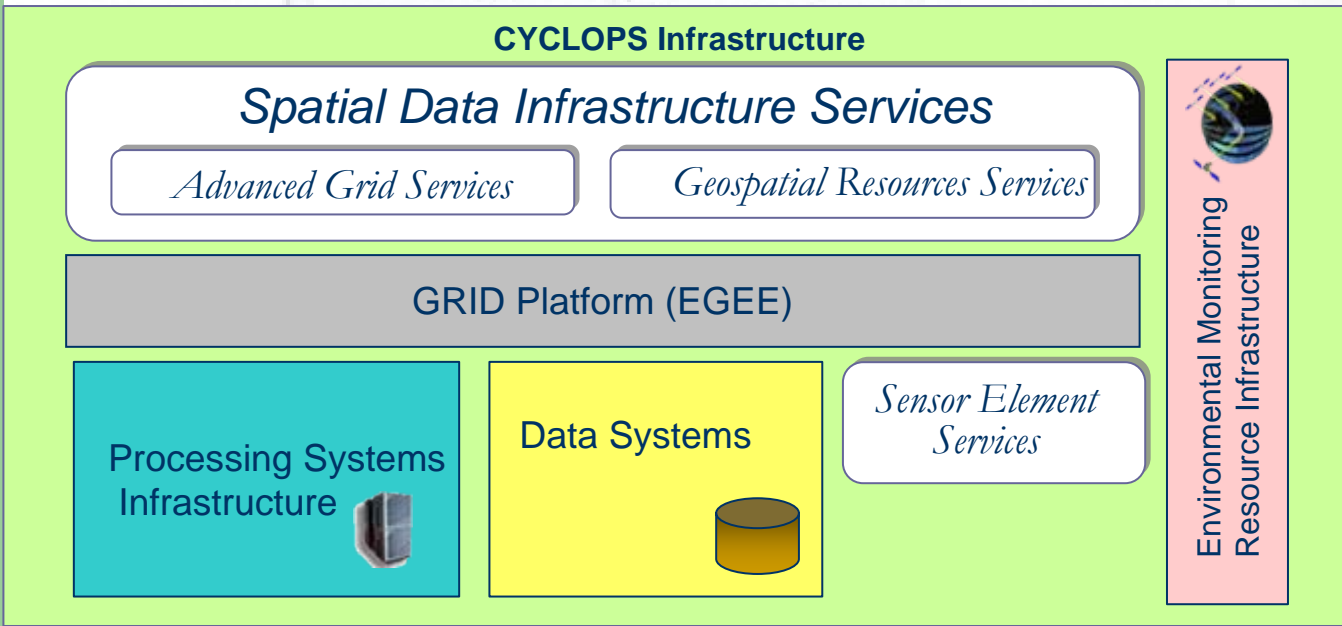 CYCLOPS Infrastructure
Spatial Data Infrastructure Services
Advanced Grid Services
Geospatial Resources Services
GRID Platform (EGEE)
Processing Systems
Infrastructure
Data Systems
Sensor Element
Services
Environmental Monitoring
Resource Infrastructure